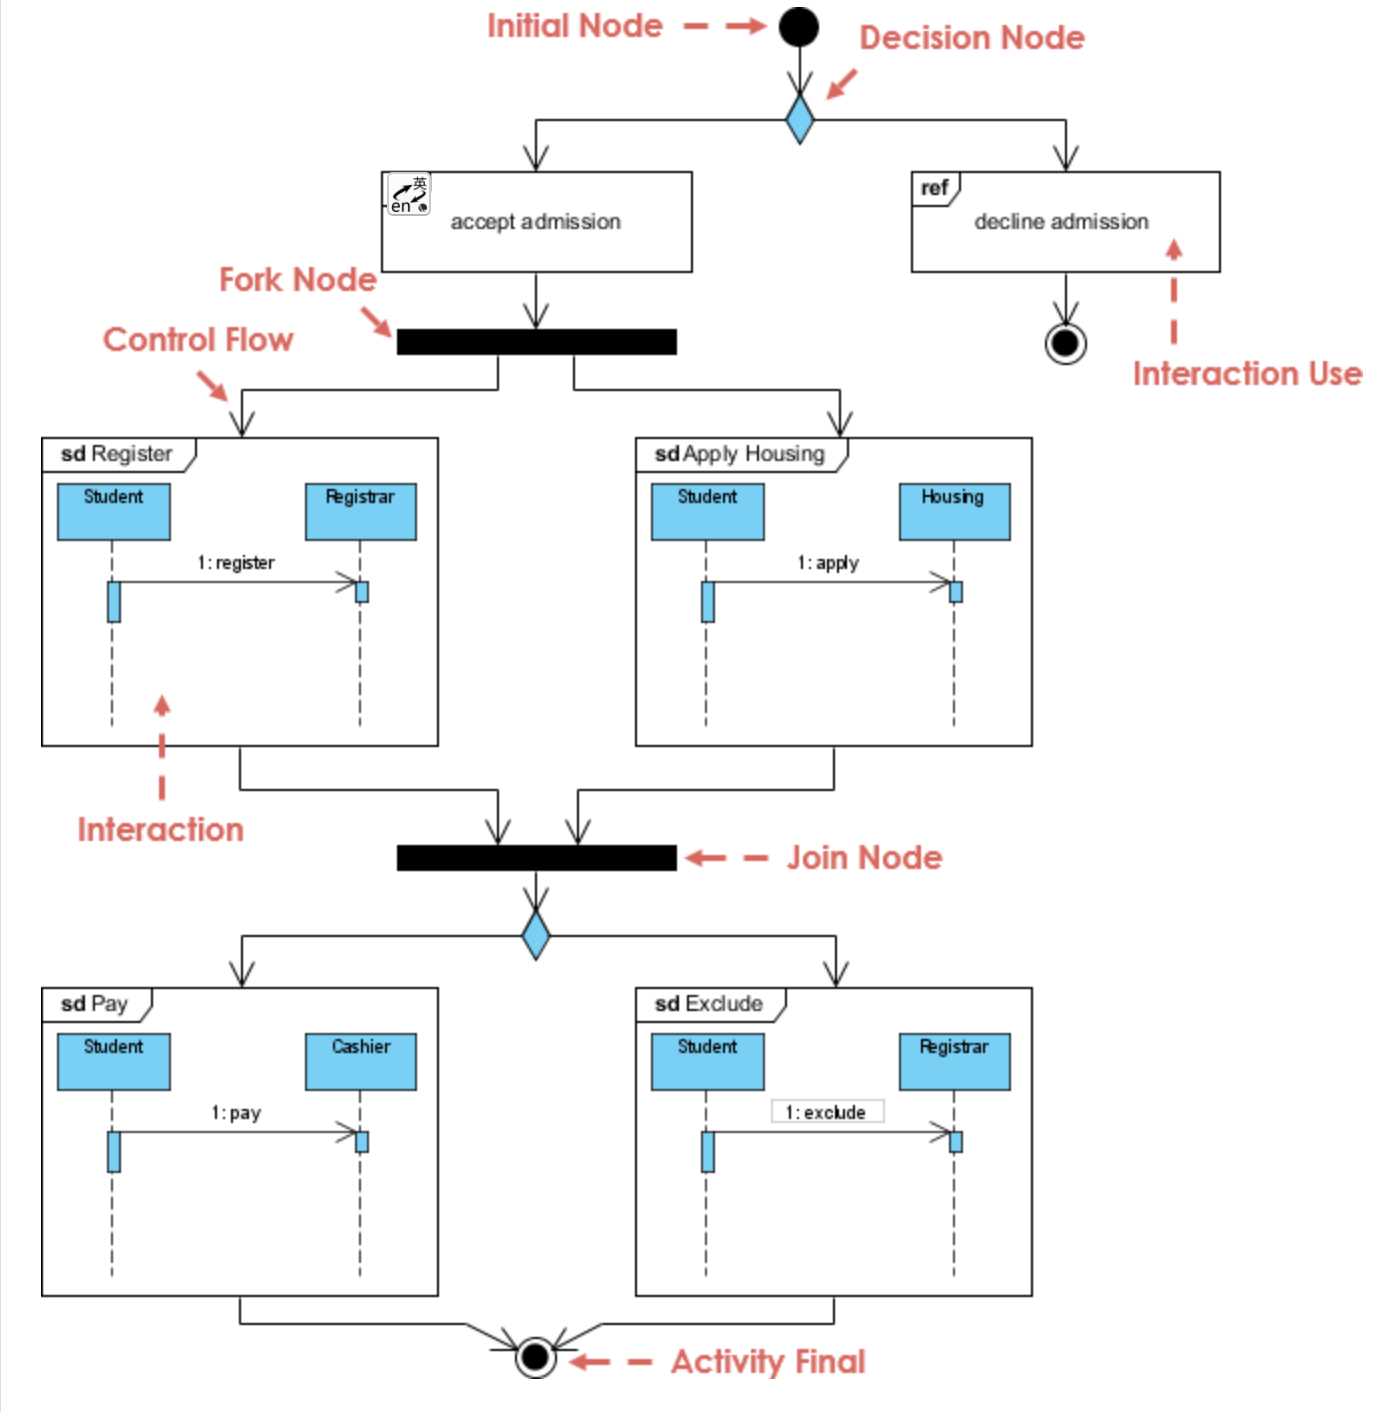 Initial Node
Decision Node
英
en
accept admission
ref
decline admission
Fork Node
Control Flow
Interaction Use
sd Register
Student
Registrar
1: register
sd Apply Housing
Student
Housing
1: apply
Interaction
Join Node
sd Pay
Student
Cashier
1: pay
sd Exclude
Student
Registrar
1: exclude
Activity Final